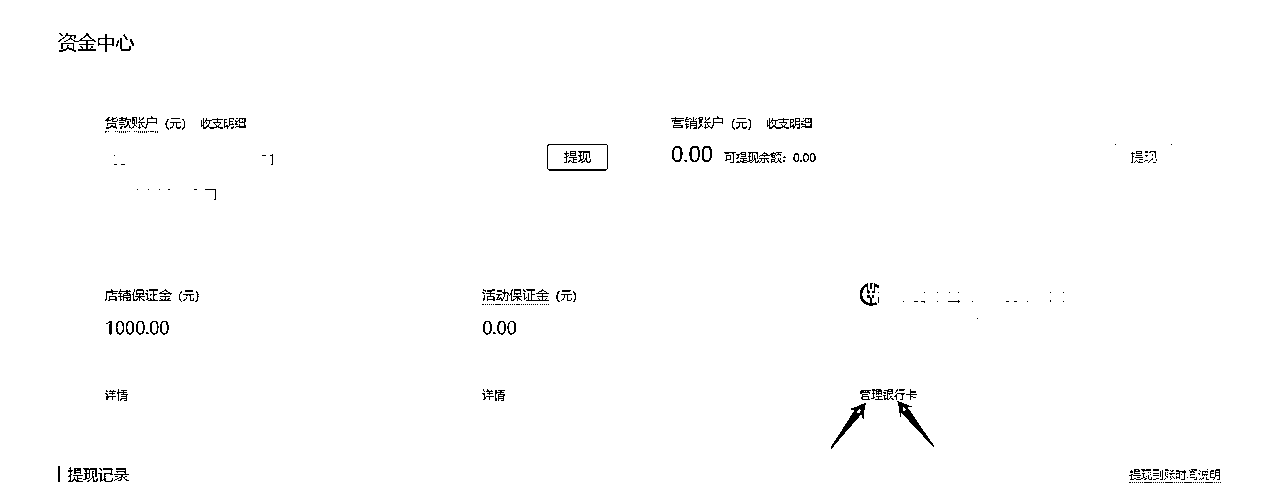 资金中心
货款账户 (元) 收支明细
营销账户 (元) 收支明细
提现
0.00 可提现余额: 0.00
提现
店铺保证金 (元)
活动保证金 (元)
1000.00
0.00
详情
详情
管理银行卡
提现记录
提现到账时间说明